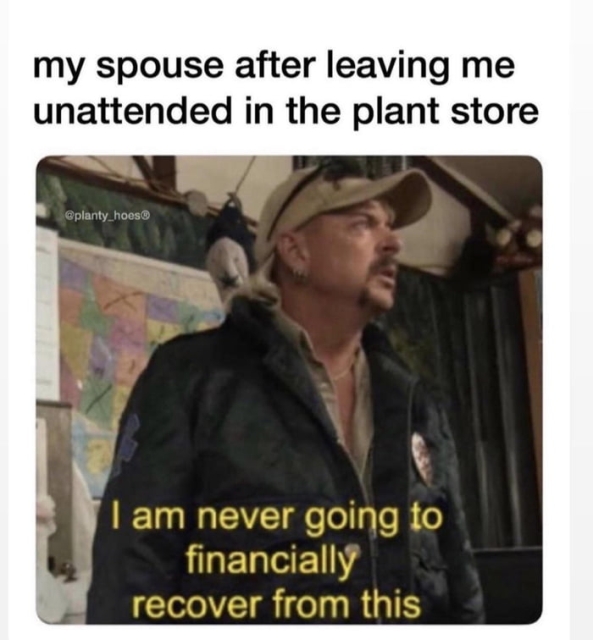 my spouse after leaving me
unattended in the plant store
@planty_hoes®
I am never going to
financially
recover from this